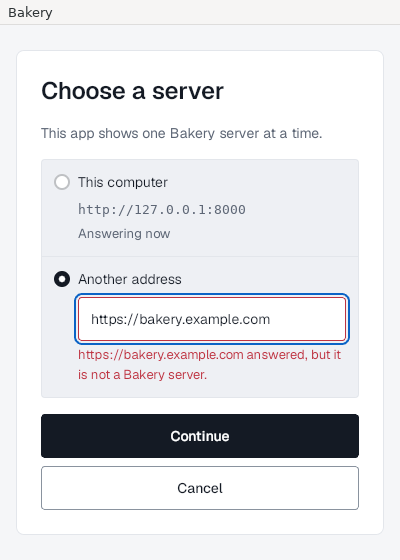 Bakery
Choose a server
This app shows one Bakery server at a time.
This computer
http://127.0.0.1:8000
Answering now
Another address
https://bakery.example.com
https://bakery.example.com answered, but it
is not a Bakery server.
Continue
Cancel